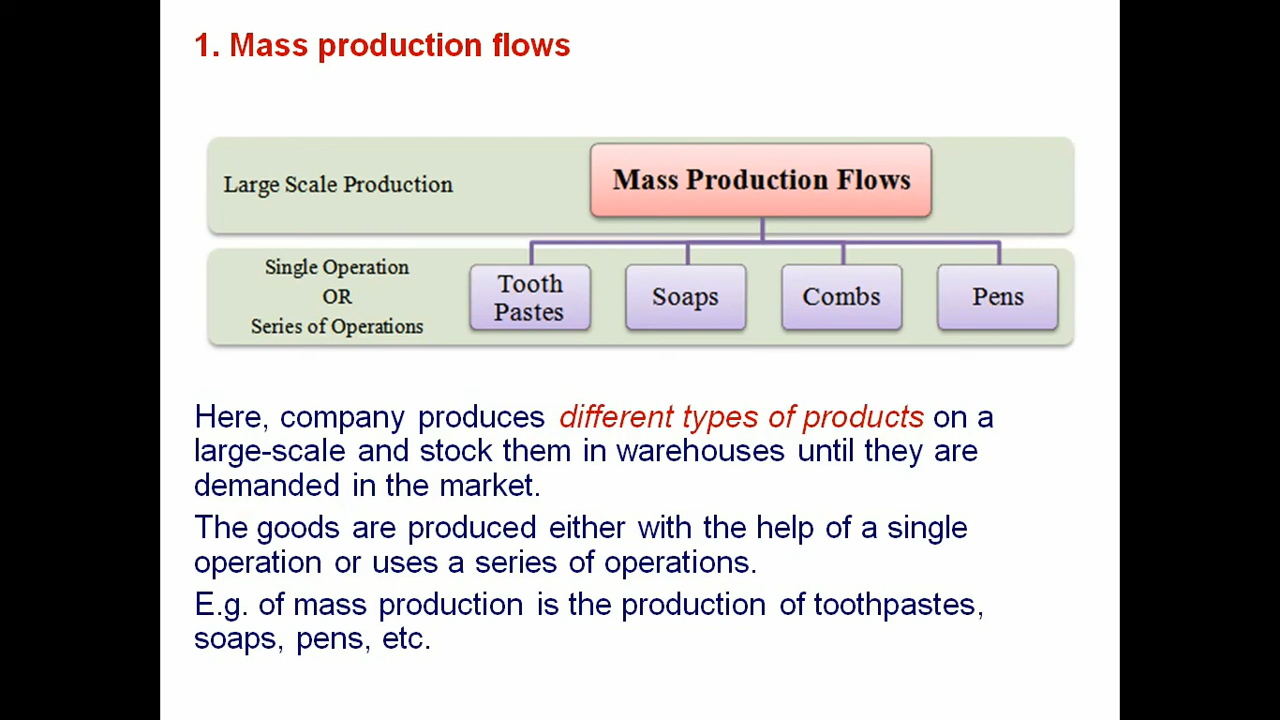 1. Mass production flows
Large Scale Production
Mass Production Flows
Single Operation
OR
Series of Operations
Tooth
Pastes
Soaps
Combs
Pens
Here, company produces different types of products on a
large-scale and stock them in warehouses until they are
demanded in the market.
The goods are produced either with the help of a single
operation or uses a series of operations.
E.g. of mass production is the production of toothpastes,
soaps, pens, etc.